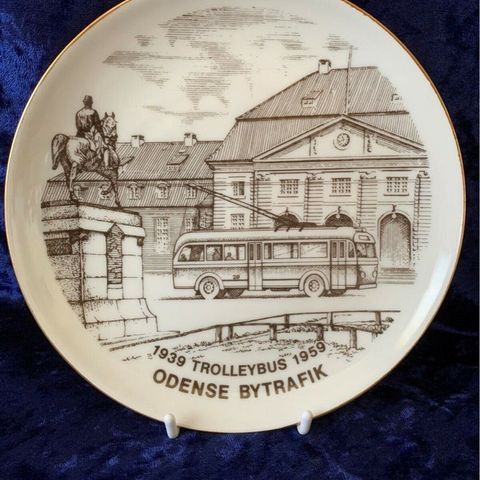 1939 TROLLEYBUS 1959
ODENSE BYTRAFIK